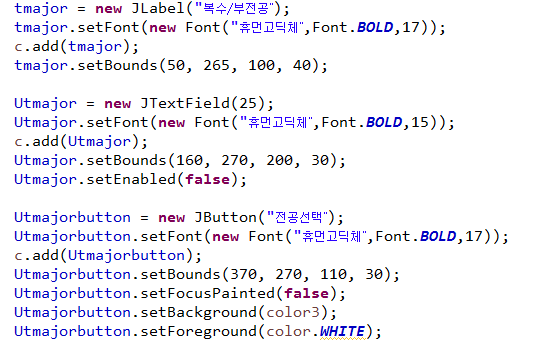 tmajor = new JLabel("복수/부전공");
tmajor.setFont(new Font("휴먼고딕체",Font.BOLD,17));
c.add(tmajor);
tmajor.setBounds(50, 265, 100, 40);
Utmajor = new JTextField(25);
Utmajor.setFont(new Font("휴먼고딕체",Font.BOLD,15));
c.add(Utmajor);
Utmajor.setBounds(160, 270, 200, 30);
Utmajor.setEnabled(false);
Utmajorbutton = new JButton("전공선택");
Utmajorbutton.setFont(new Font("휴먼고딕체",Font.BOLD,17));
c.add(Utmajorbutton);
Utmajorbutton.setBounds(370, 270, 110, 30);
Utmajorbutton.setFocusPainted(false);
Utmajorbutton.setBackground(color3);
Utmajorbutton.setForeground(color.WHITE);